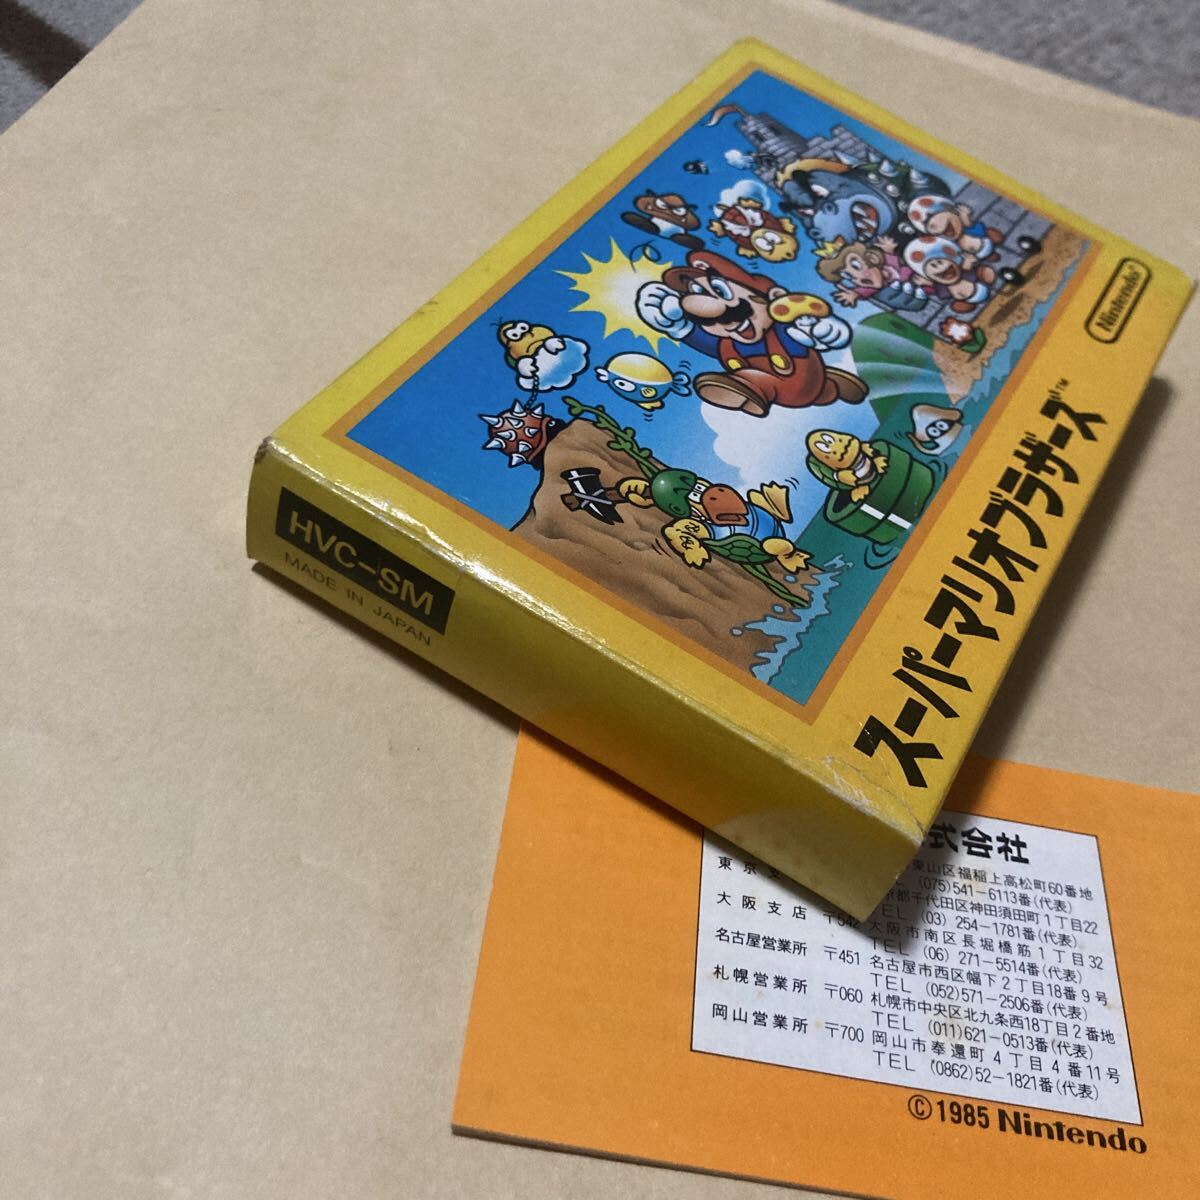 Nintendo
スーパーマリオブラザーズ™
HVC-SM
MADE IN JAPAN
式会社
東山区福稲上高松町60番地
(075)541-6113番(代表)
東京支
京都千代田区神田須田町1丁目22
TEL (03) 254-1781番(代表)
大阪支店 〒542 大阪市南区長堀橋筋1丁目32
TEL (06) 271-5514番(代表)
名古屋営業所 〒451 名古屋市西区幅下2丁目18番9号
TEL (052)571-2506番(代表)
札幌営業所 〒060 札幌市中央区北九条西18丁目2番地
TEL (011)621-0513番(代表)
岡山営業所 〒700 岡山市奉還町4丁目4番11号
TEL (0862)52-1821番(代表)
© 1985 Nintendo